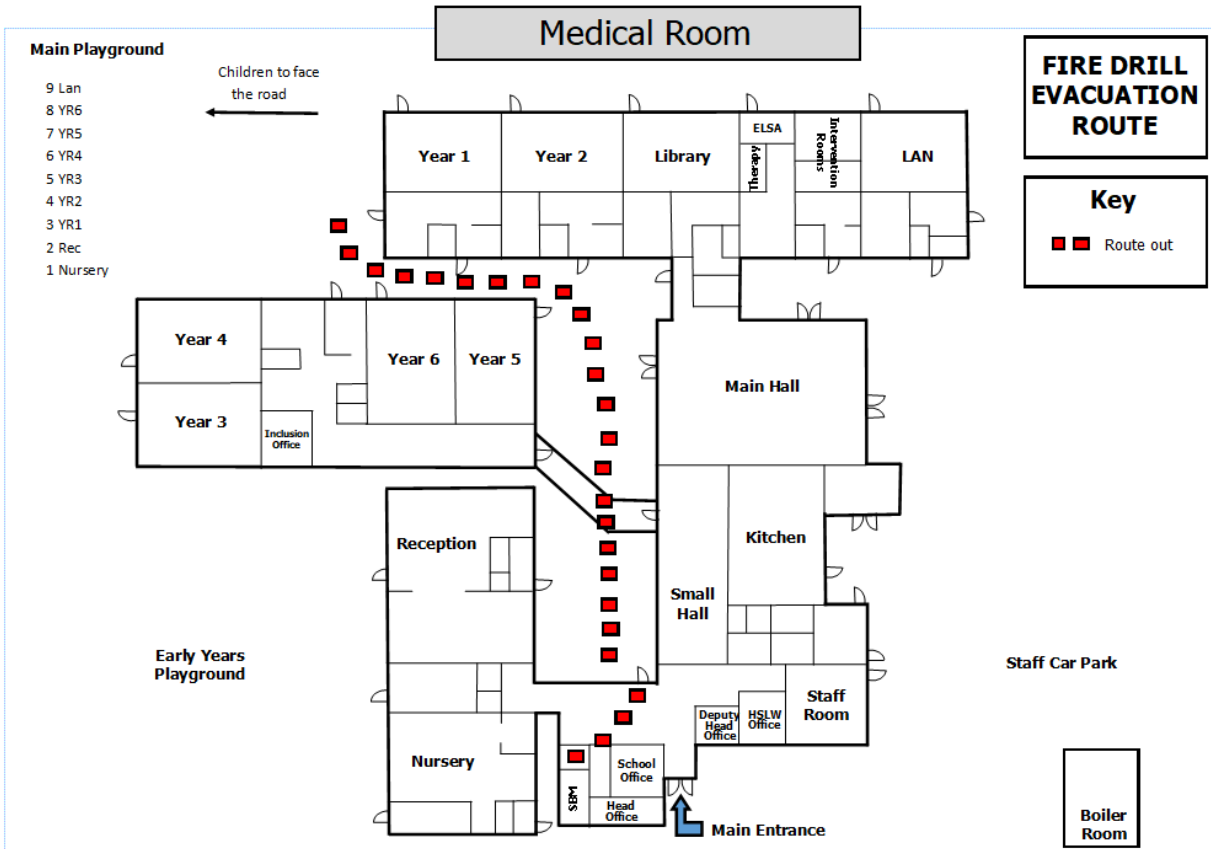 Medical Room
Main Playground
9 Lan
8 YR6
7 YR5
6 YR4
5 YR3
4 YR2
3 YR1
2 Rec
1 Nursery
Children to face
the road
FIRE DRILL
EVACUATION
ROUTE
Key
Route out
Year 1
Year 2
Library
ELSA
Therapy
Intervention
Rooms
LAN
Year 4
Year 3
Inclusion
Office
Year 6
Year 5
Main Hall
Reception
Kitchen
Small
Hall
Early Years
Playground
Staff Car Park
Staff
Room
Deputy
Head
Office
HSLW
Office
Nursery
SBM
School
Office
Head
Office
Main Entrance
Boiler
Room